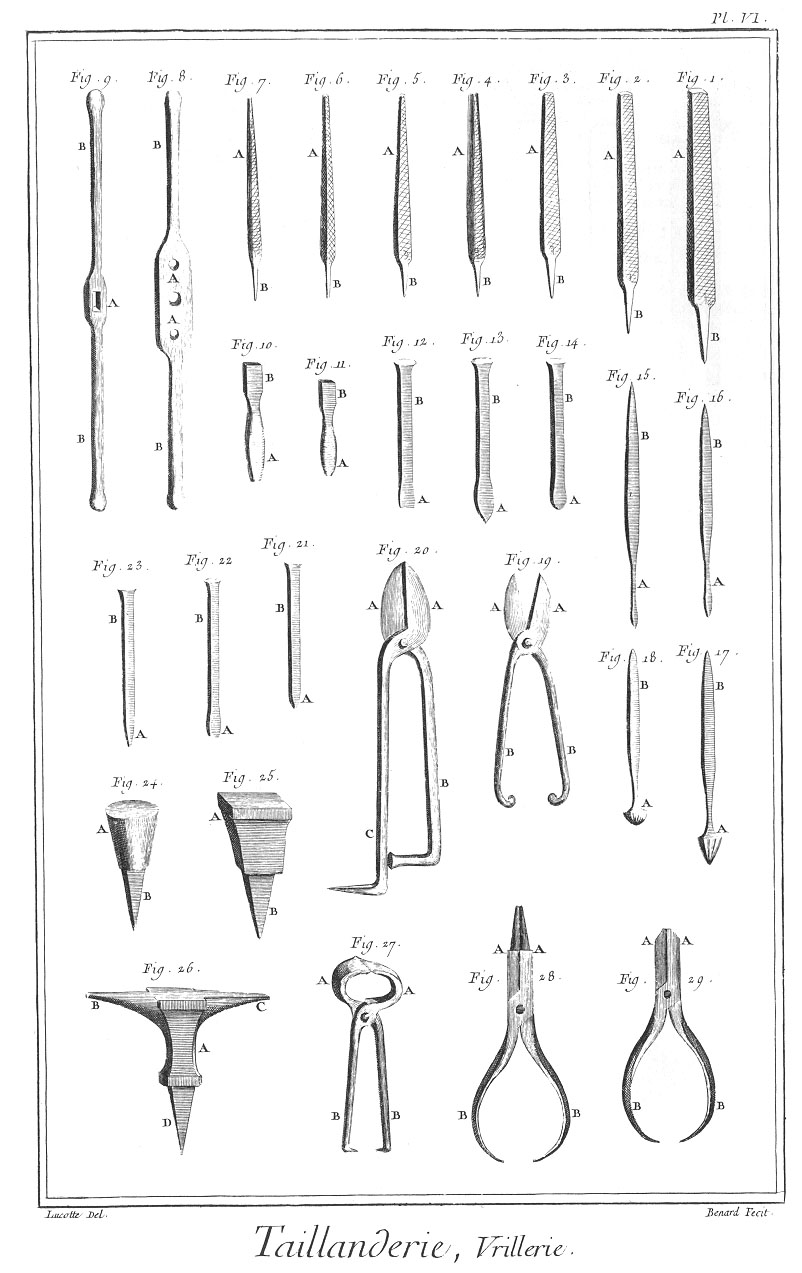 Pl. VI.
Fig. 9. Fig. 8. Fig. 7. Fig. 6. Fig. 5. Fig. 4. Fig. 3. Fig. 2. Fig. 1.
B B A A A A A A A
A A A
B B B B B B B
B B
Fig. 10. Fig. 11. Fig. 12. Fig. 13. Fig. 14. Fig. 15. Fig. 16.
B B B B B B B
A A A A A A A
Fig. 23. Fig. 22 Fig. 21. Fig. 20. Fig. 19. Fig. 18. Fig. 17.
B B B A A A A B B
A A A C B B B A A
Fig. 24. Fig. 25.
A A
B B
Fig. 26. Fig. 27. Fig. 28. Fig. 29.
B C A A A A A A A
D B B B B B B
Lucotte Del. Benard Fecit.
Taillanderie, Vrillerie.